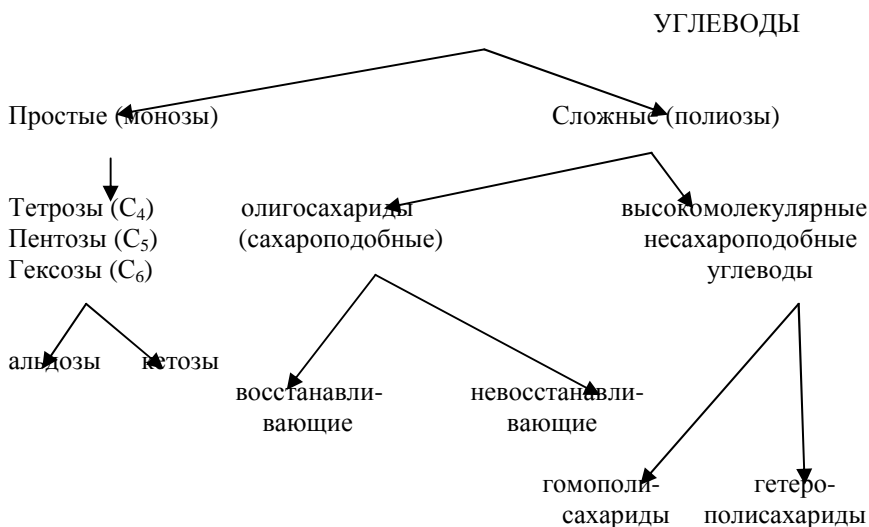 УГЛЕВОДЫ
Простые (монозы) Сложные (полиозы)
Тетрозы (C₄) олигосахариды высокомолекулярные
Пентозы (C₅) (сахароподобные) несахароподобные
Гексозы (C₆) углеводы
альдозы кетозы
восстанавли- невосстанавли-
вающие вающие
гомополи- гетеро-
сахариды полисахариды